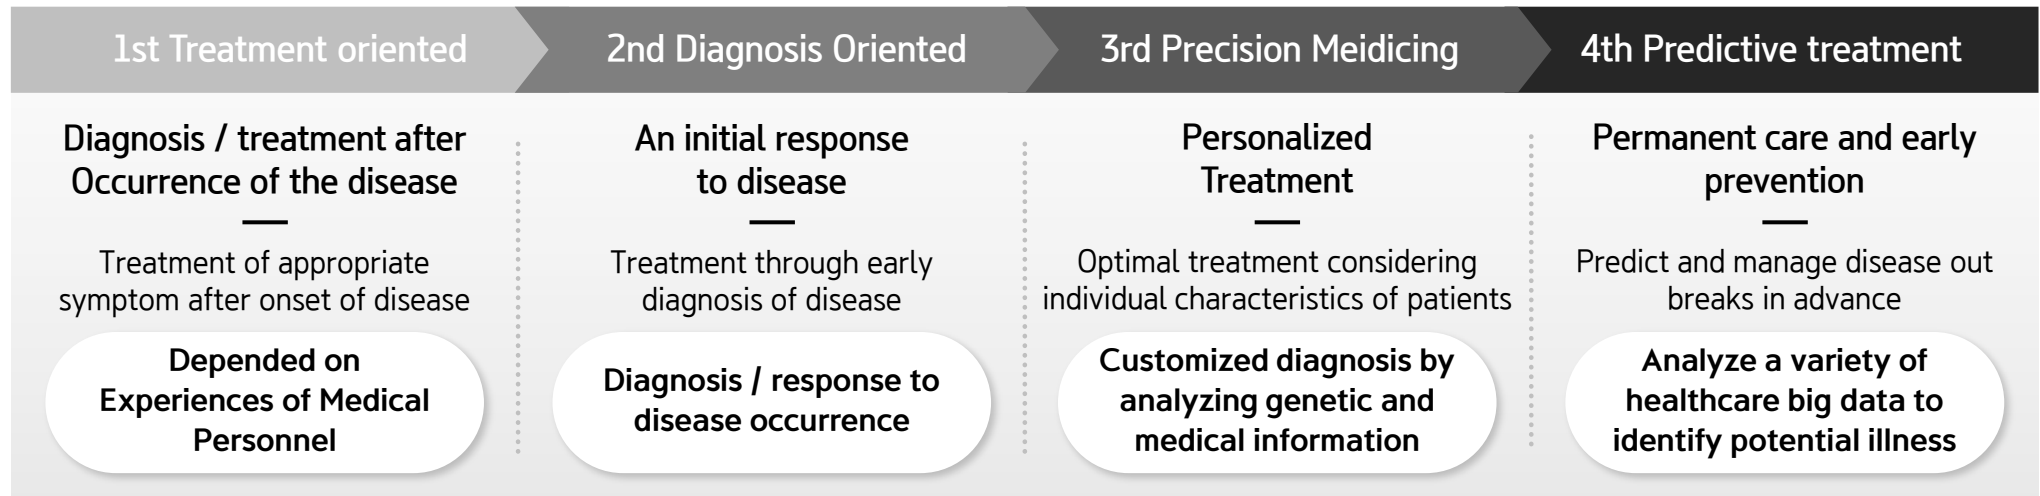 1st Treatment oriented
2nd Diagnosis Oriented
3rd Precision Meidicing
4th Predictive treatment
Diagnosis / treatment after
Occurrence of the disease
Treatment of appropriate
symptom after onset of disease
Depended on
Experiences of Medical
Personnel
An initial response
to disease
Treatment through early
diagnosis of disease
Diagnosis / response to
disease occurrence
Personalized
Treatment
Optimal treatment considering
individual characteristics of patients
Customized diagnosis by
analyzing genetic and
medical information
Permanent care and early
prevention
Predict and manage disease out
breaks in advance
Analyze a variety of
healthcare big data to
identify potential illness